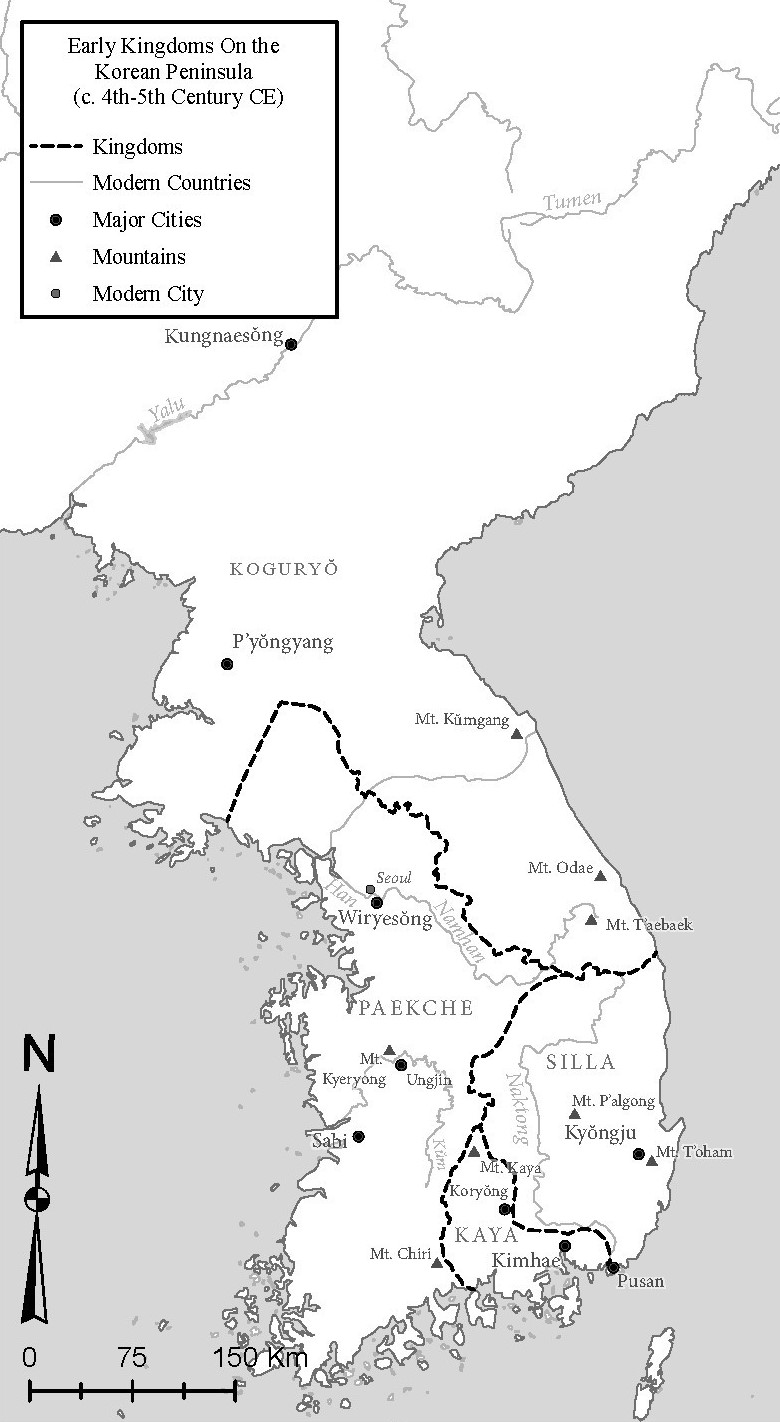 Early Kingdoms On the
Korean Peninsula
(c. 4th-5th Century CE)
Kingdoms
Modern Countries
Major Cities
Mountains
Modern City
Tumen
Kungnaesŏng
Yalu
KOGURYŎ
P'yŏngyang
Mt. Kŭmgang
Mt. Odae
Seoul
Han
Wiryesŏng
Namhan
Mt. T'aebaek
PAEKCHE
SILLA
Mt.
Kyeryong
Ungjin
Naktong
Mt. P'algong
Kyŏngju
Sabi
Kŭm
Mt. T'oham
Mt. Kaya
Koryŏng
KAYA
Mt. Chiri
Kimhae
Pusan
N
0 75 150 Km